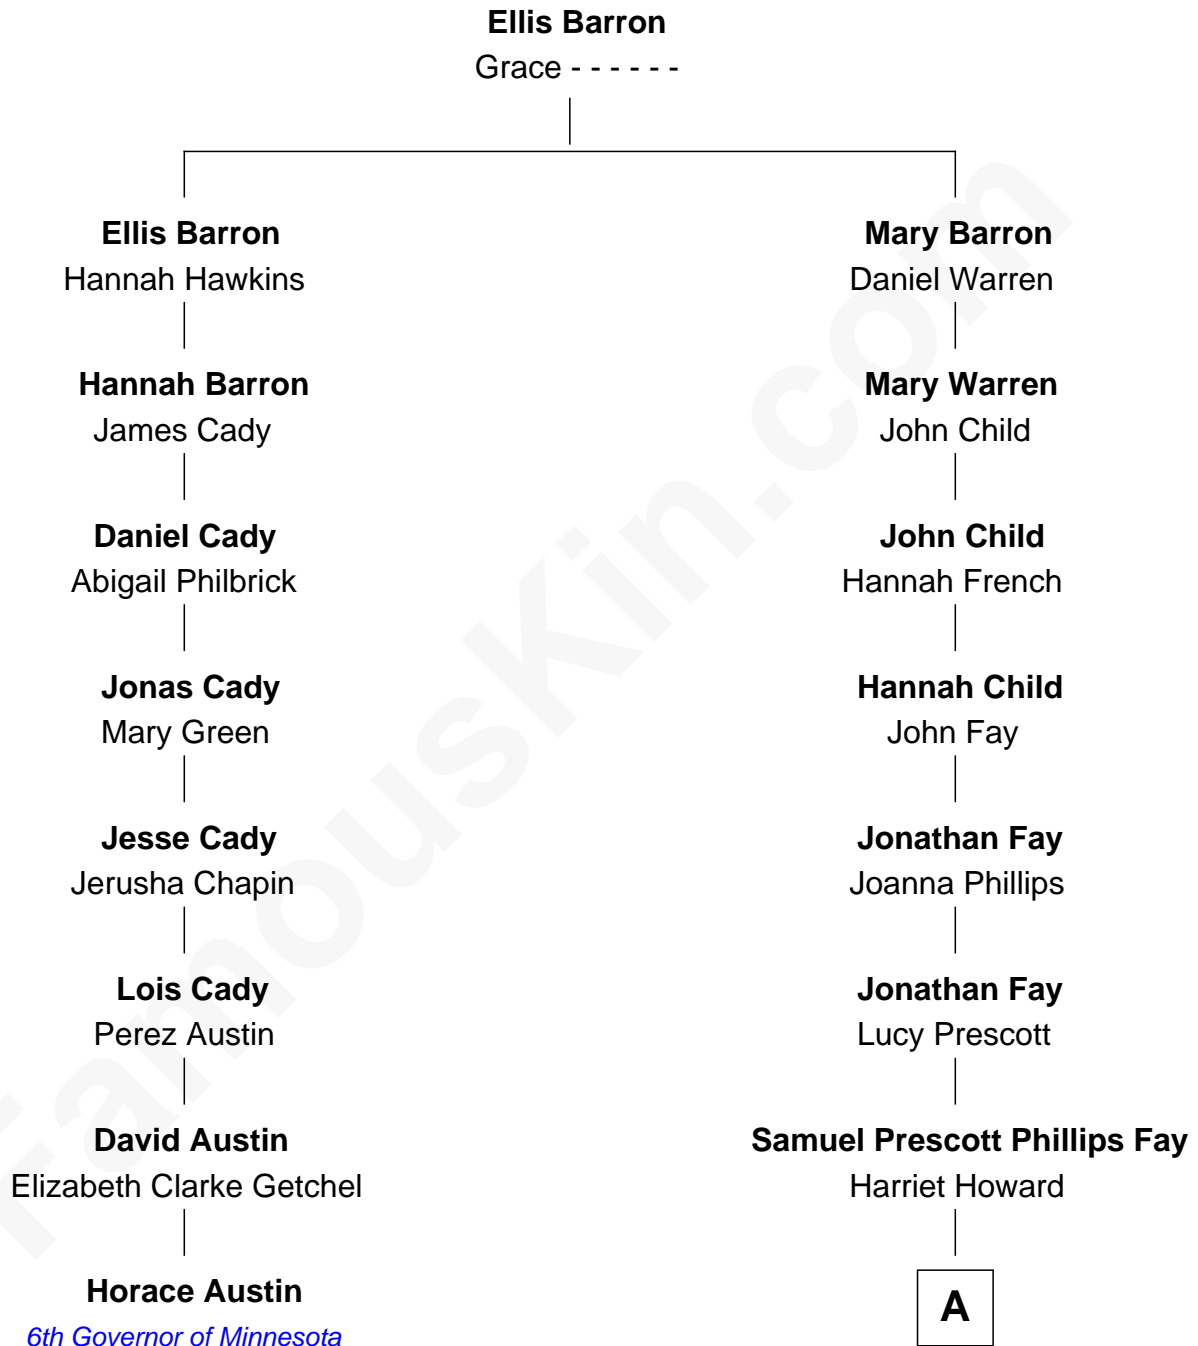 Ellis Barron
Grace - - - - - -
Ellis Barron
Hannah Hawkins
Mary Barron
Daniel Warren
Hannah Barron
James Cady
Mary Warren
John Child
Daniel Cady
Abigail Philbrick
John Child
Hannah French
Jonas Cady
Mary Green
Hannah Child
John Fay
Jesse Cady
Jerusha Chapin
Jonathan Fay
Joanna Phillips
Lois Cady
Perez Austin
Jonathan Fay
Lucy Prescott
David Austin
Elizabeth Clarke Getchel
Samuel Prescott Phillips Fay
Harriet Howard
Horace Austin
6th Governor of Minnesota
A
FamousKin.com